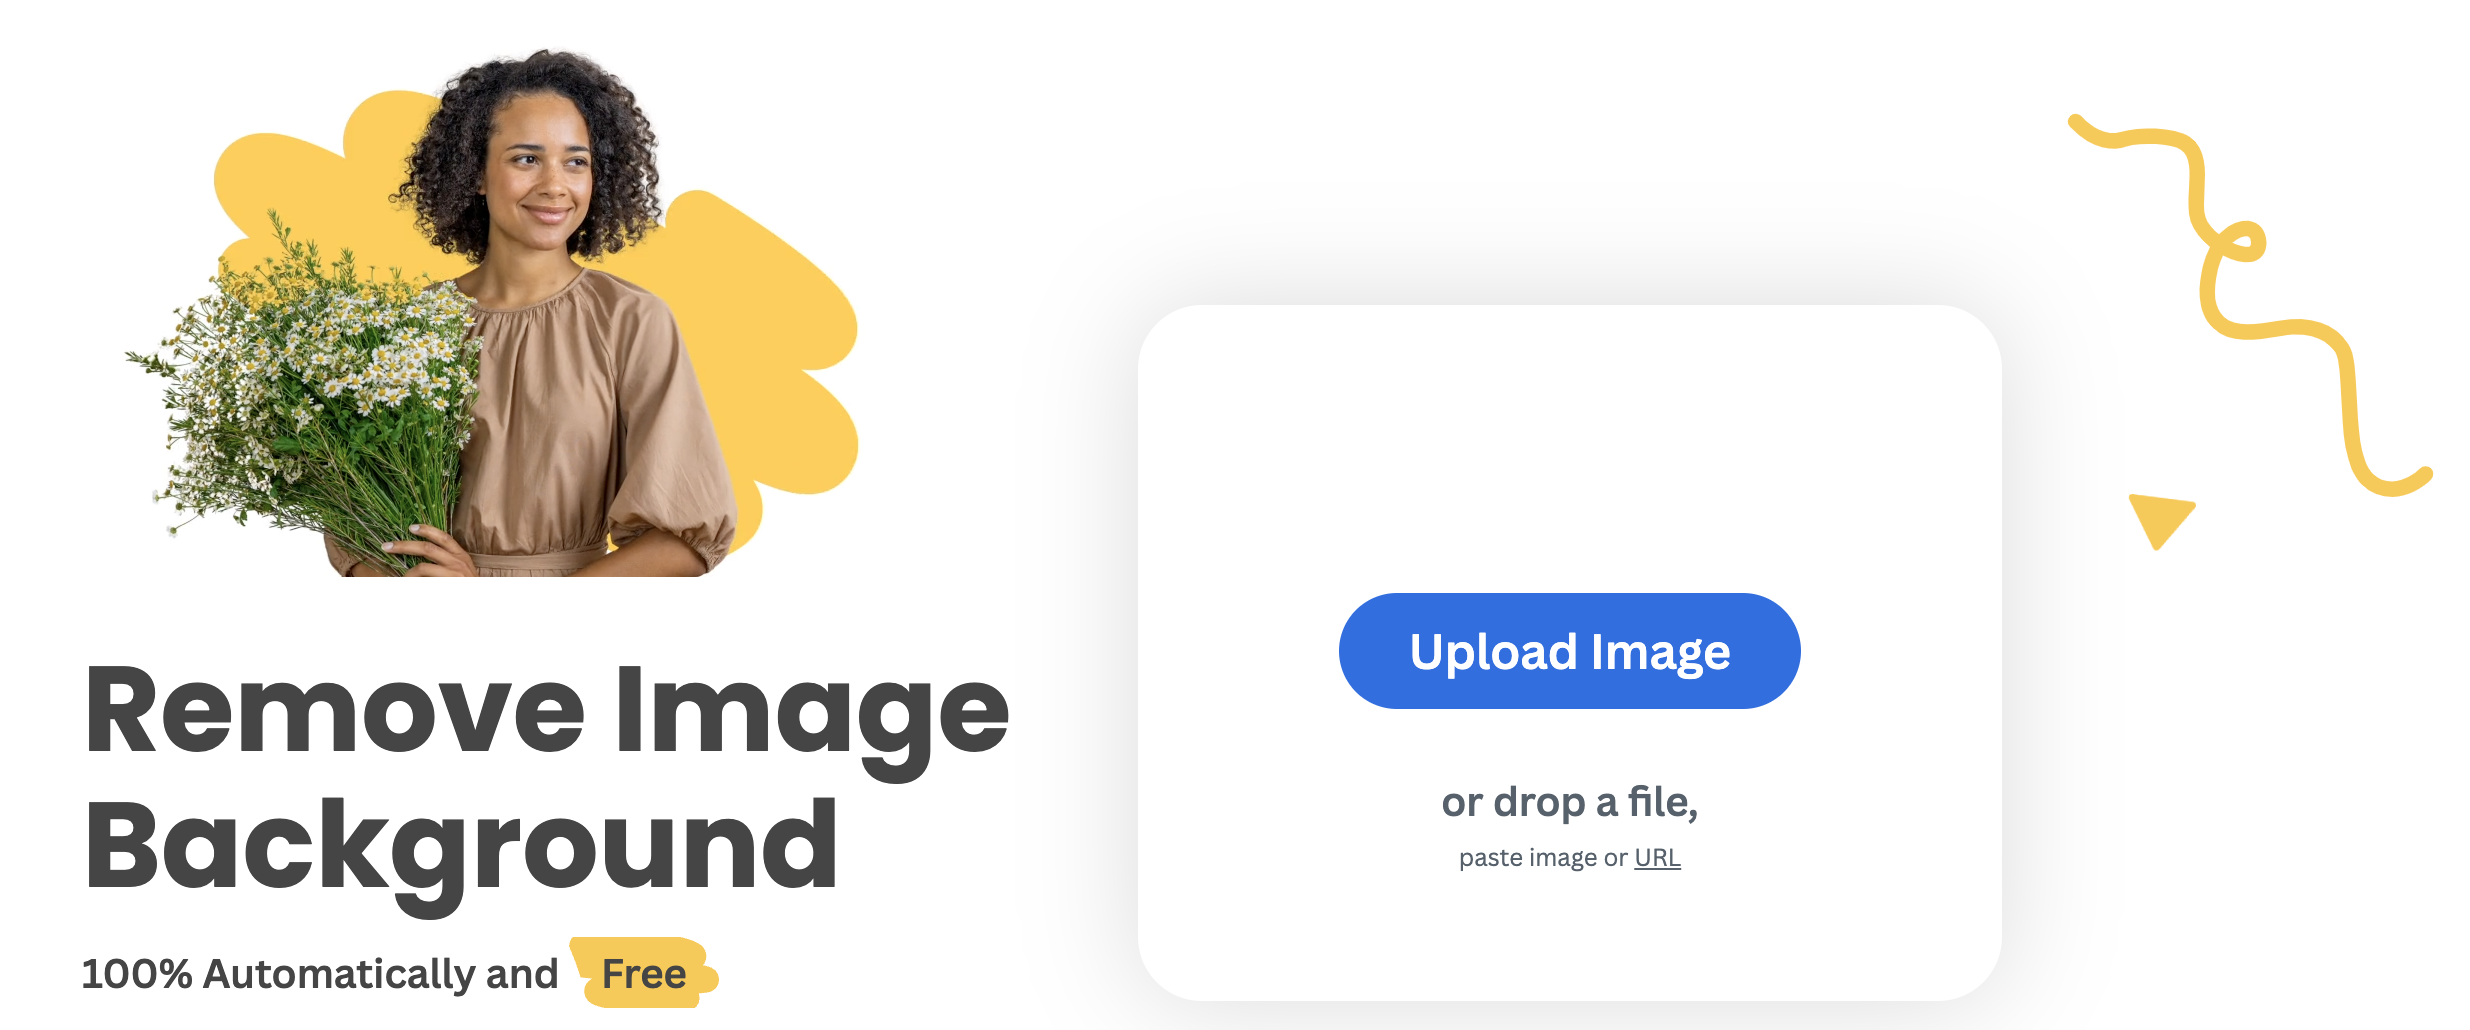 Remove Image
Background
100% Automatically and Free
Upload Image
or drop a file,
paste image or URL